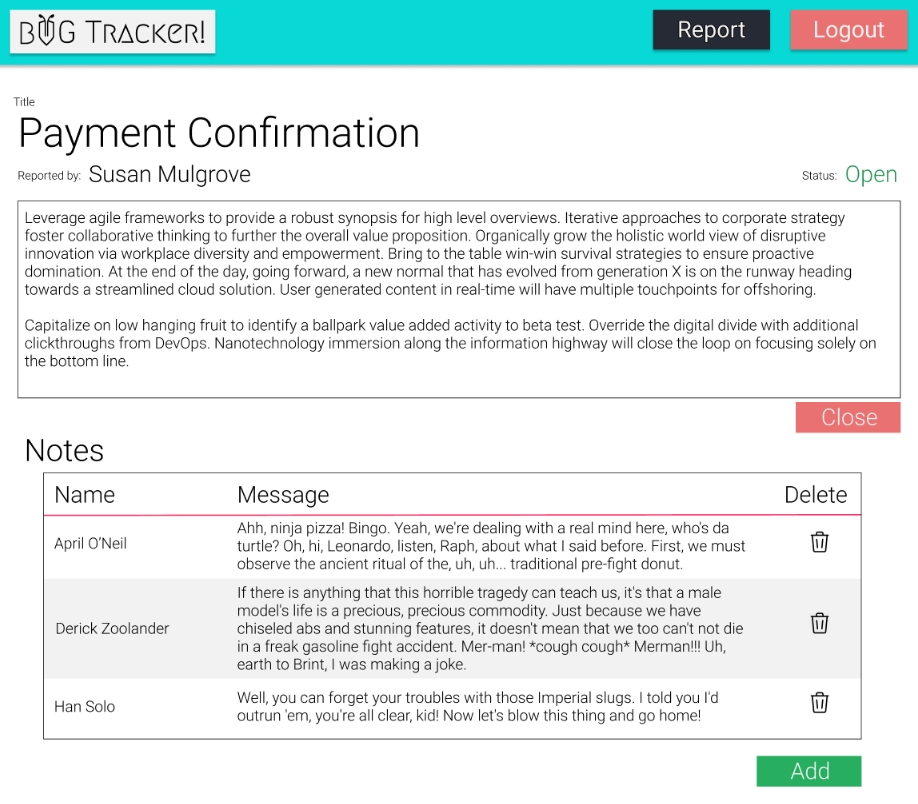 BUG TRACKER!
Report
Logout
Title
Payment Confirmation
Reported by: Susan Mulgrove
Status: Open
Leverage agile frameworks to provide a robust synopsis for high level overviews. Iterative approaches to corporate strategy
foster collaborative thinking to further the overall value proposition. Organically grow the holistic world view of disruptive
innovation via workplace diversity and empowerment. Bring to the table win-win survival strategies to ensure proactive
domination. At the end of the day, going forward, a new normal that has evolved from generation X is on the runway heading
towards a streamlined cloud solution. User generated content in real-time will have multiple touchpoints for offshoring.
Capitalize on low hanging fruit to identify a ballpark value added activity to beta test. Override the digital divide with additional
clickthroughs from DevOps. Nanotechnology immersion along the information highway will close the loop on focusing solely on
the bottom line.
Close
Notes
Name Message Delete
April O'Neil
Ahh, ninja pizza! Bingo. Yeah, we're dealing with a real mind here, who's da
turtle? Oh, hi, Leonardo, listen, Raph, about what I said before. First, we must
observe the ancient ritual of the, uh, uh... traditional pre-fight donut.
Derick Zoolander
If there is anything that this horrible tragedy can teach us, it's that a male
model's life is a precious, precious commodity. Just because we have
chiseled abs and stunning features, it doesn't mean that we too can't not die
in a freak gasoline fight accident. Mer-man! *cough cough* Merman!!! Uh,
earth to Brint, I was making a joke.
Han Solo
Well, you can forget your troubles with those Imperial slugs. I told you I'd
outrun 'em, you're all clear, kid! Now let's blow this thing and go home!
Add